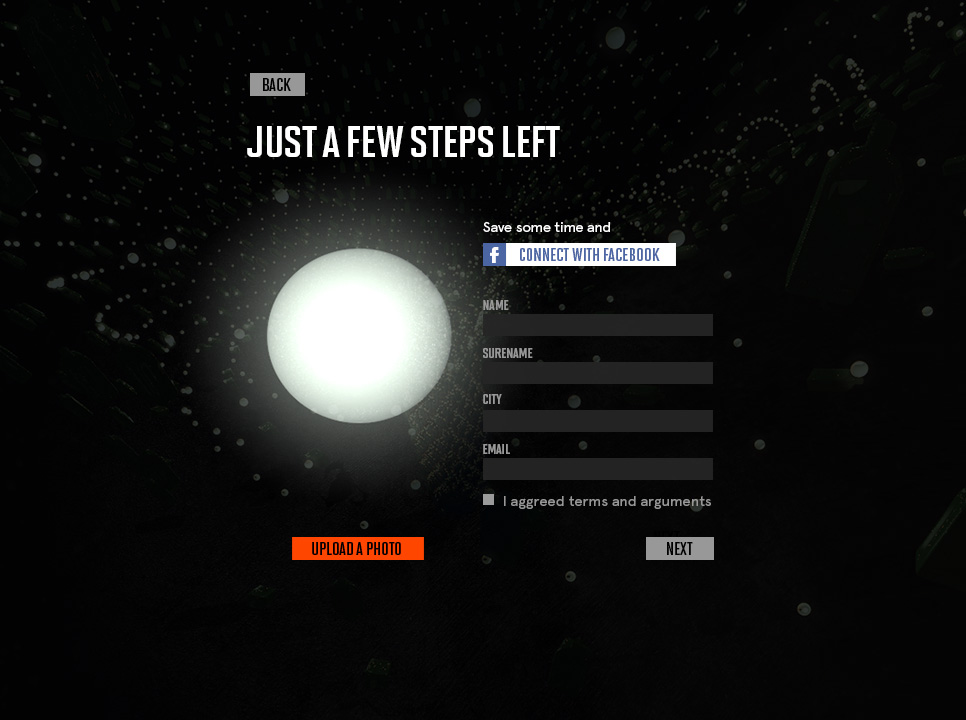 BACK
JUST A FEW STEPS LEFT
Save some time and
f CONNECT WITH FACEBOOK
NAME
SURENAME
CITY
EMAIL
I aggreed terms and arguments
UPLOAD A PHOTO
NEXT